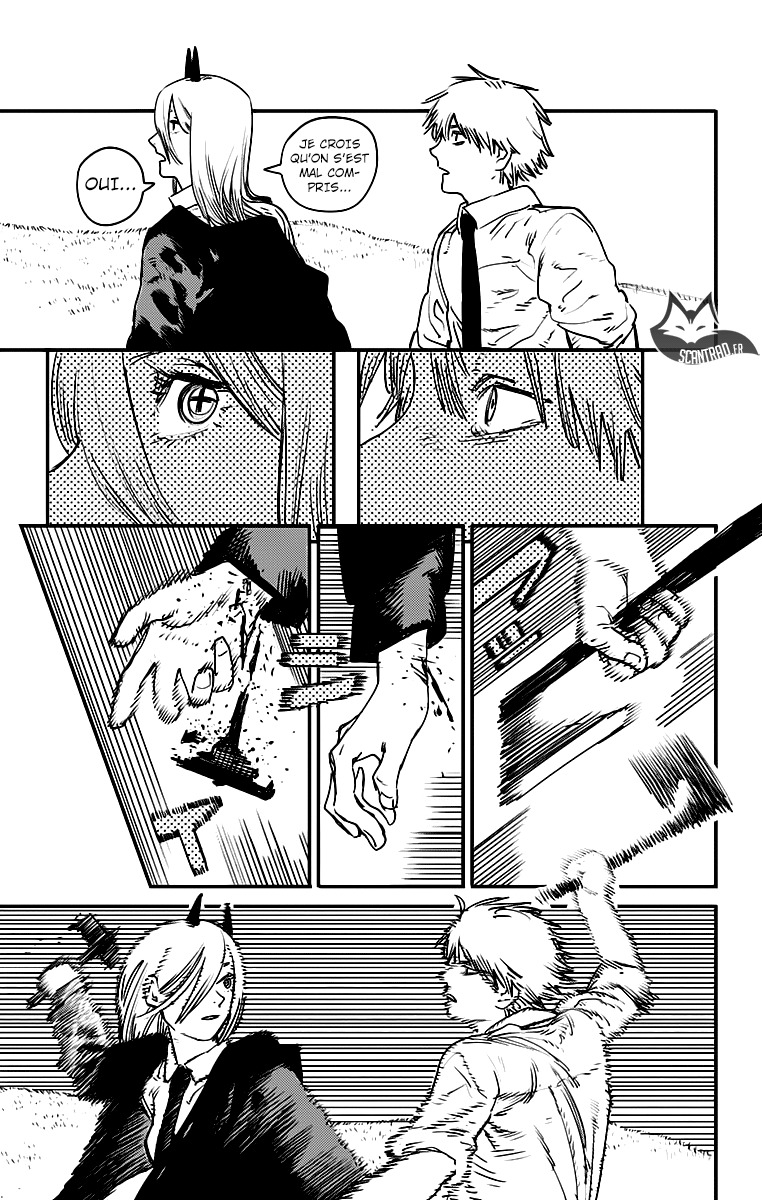 JE CROIS
QU'ON S'EST
MAL COM-
PRIS...
OUI...
SCANTRAD.FR